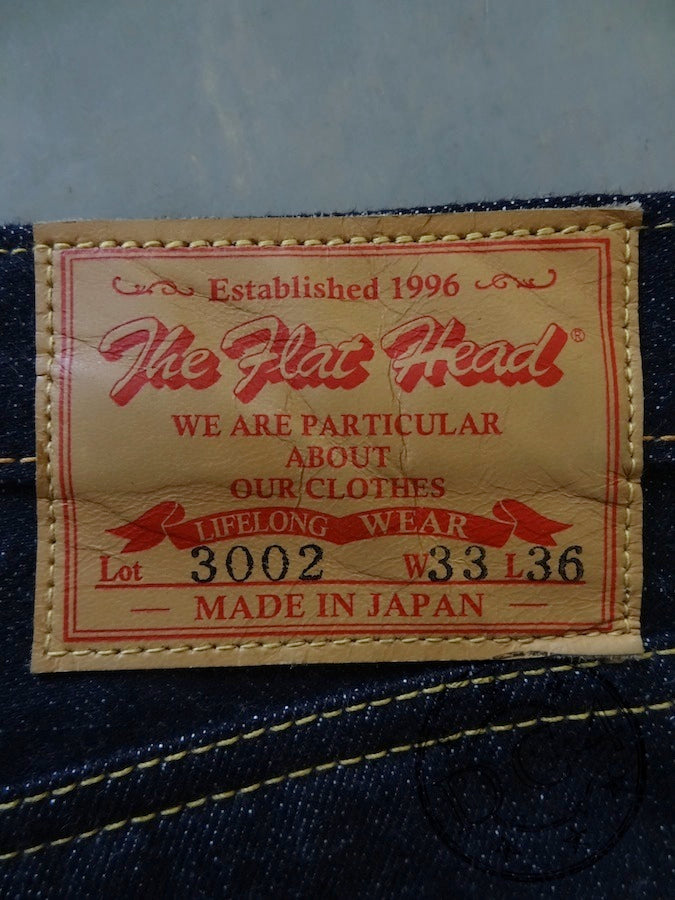 Established 1996
The Flat Head®
WE ARE PARTICULAR
ABOUT
OUR CLOTHES
LIFELONG WEAR
Lot 3002 W33 L36
— MADE IN JAPAN —